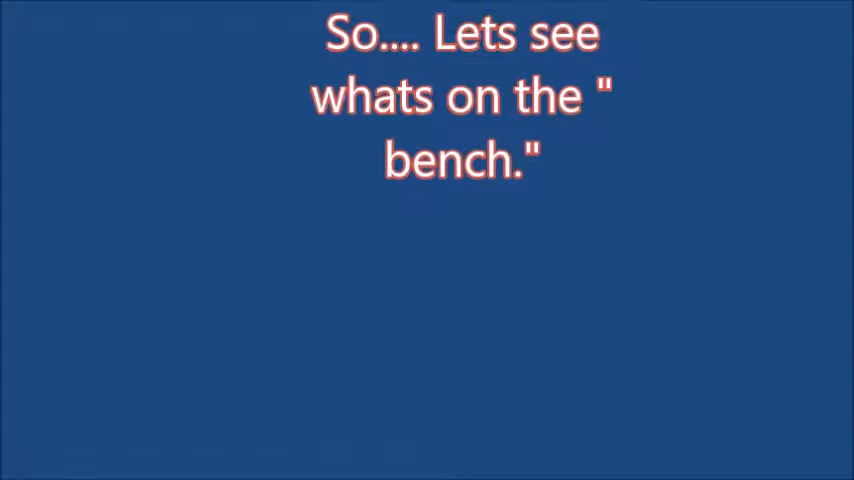 So.... Lets see
whats on the "
bench."